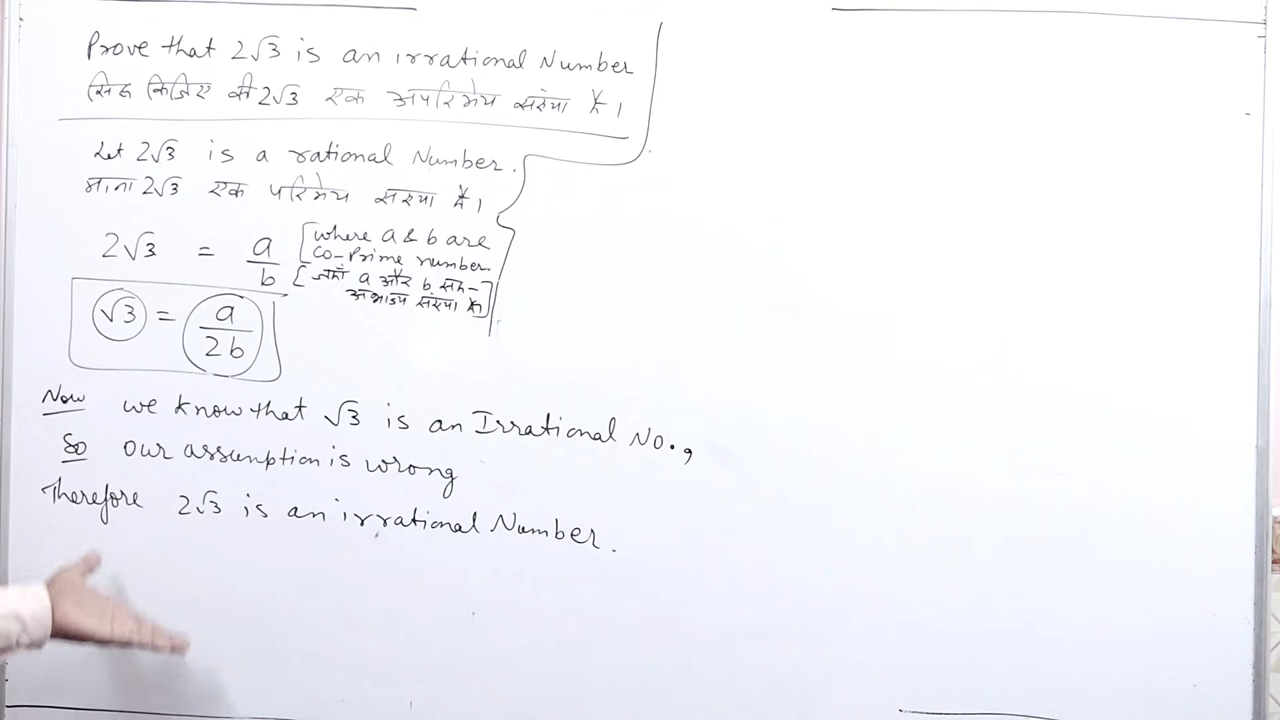 Prove that 2√3 is an irrational Number
सिद्ध किजिए की 2√3 एक अपरिमेय संख्या है।
Let 2√3 is a rational Number.
माना 2√3 एक परिमेय संख्या है।
2√3 = a/b [where a & b are
co-Prime number.
[जहाँ a और b सह-
अभाज्य संख्या है]
√3 = a/2b
Now we know that √3 is an Irrational No.,
So our assumption is wrong
Therefore 2√3 is an irrational Number.